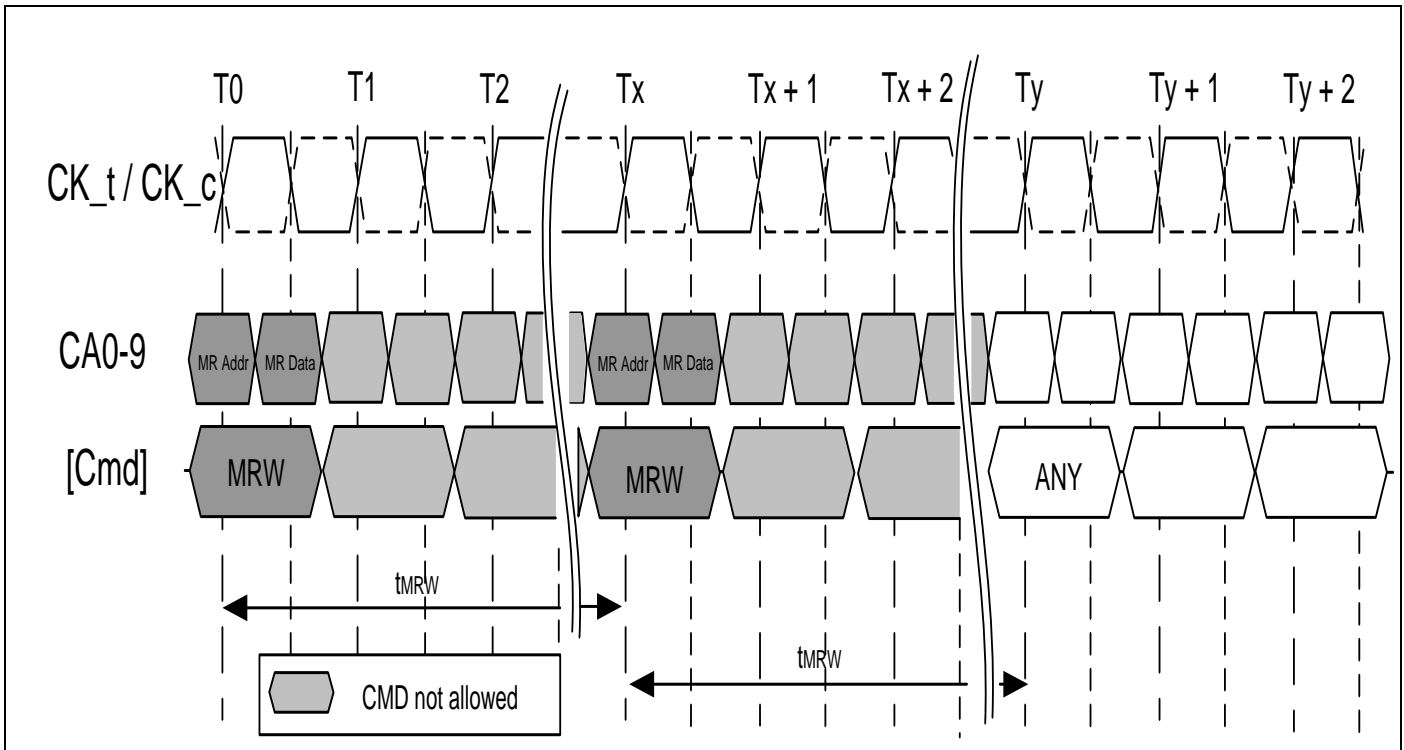 T0 T1 T2 Tx Tx + 1 Tx + 2 Ty Ty + 1 Ty + 2
CK_t / CK_c
CA0-9 MR Addr MR Data MR Addr MR Data
[Cmd] MRW MRW ANY
tMRW
tMRW
CMD not allowed